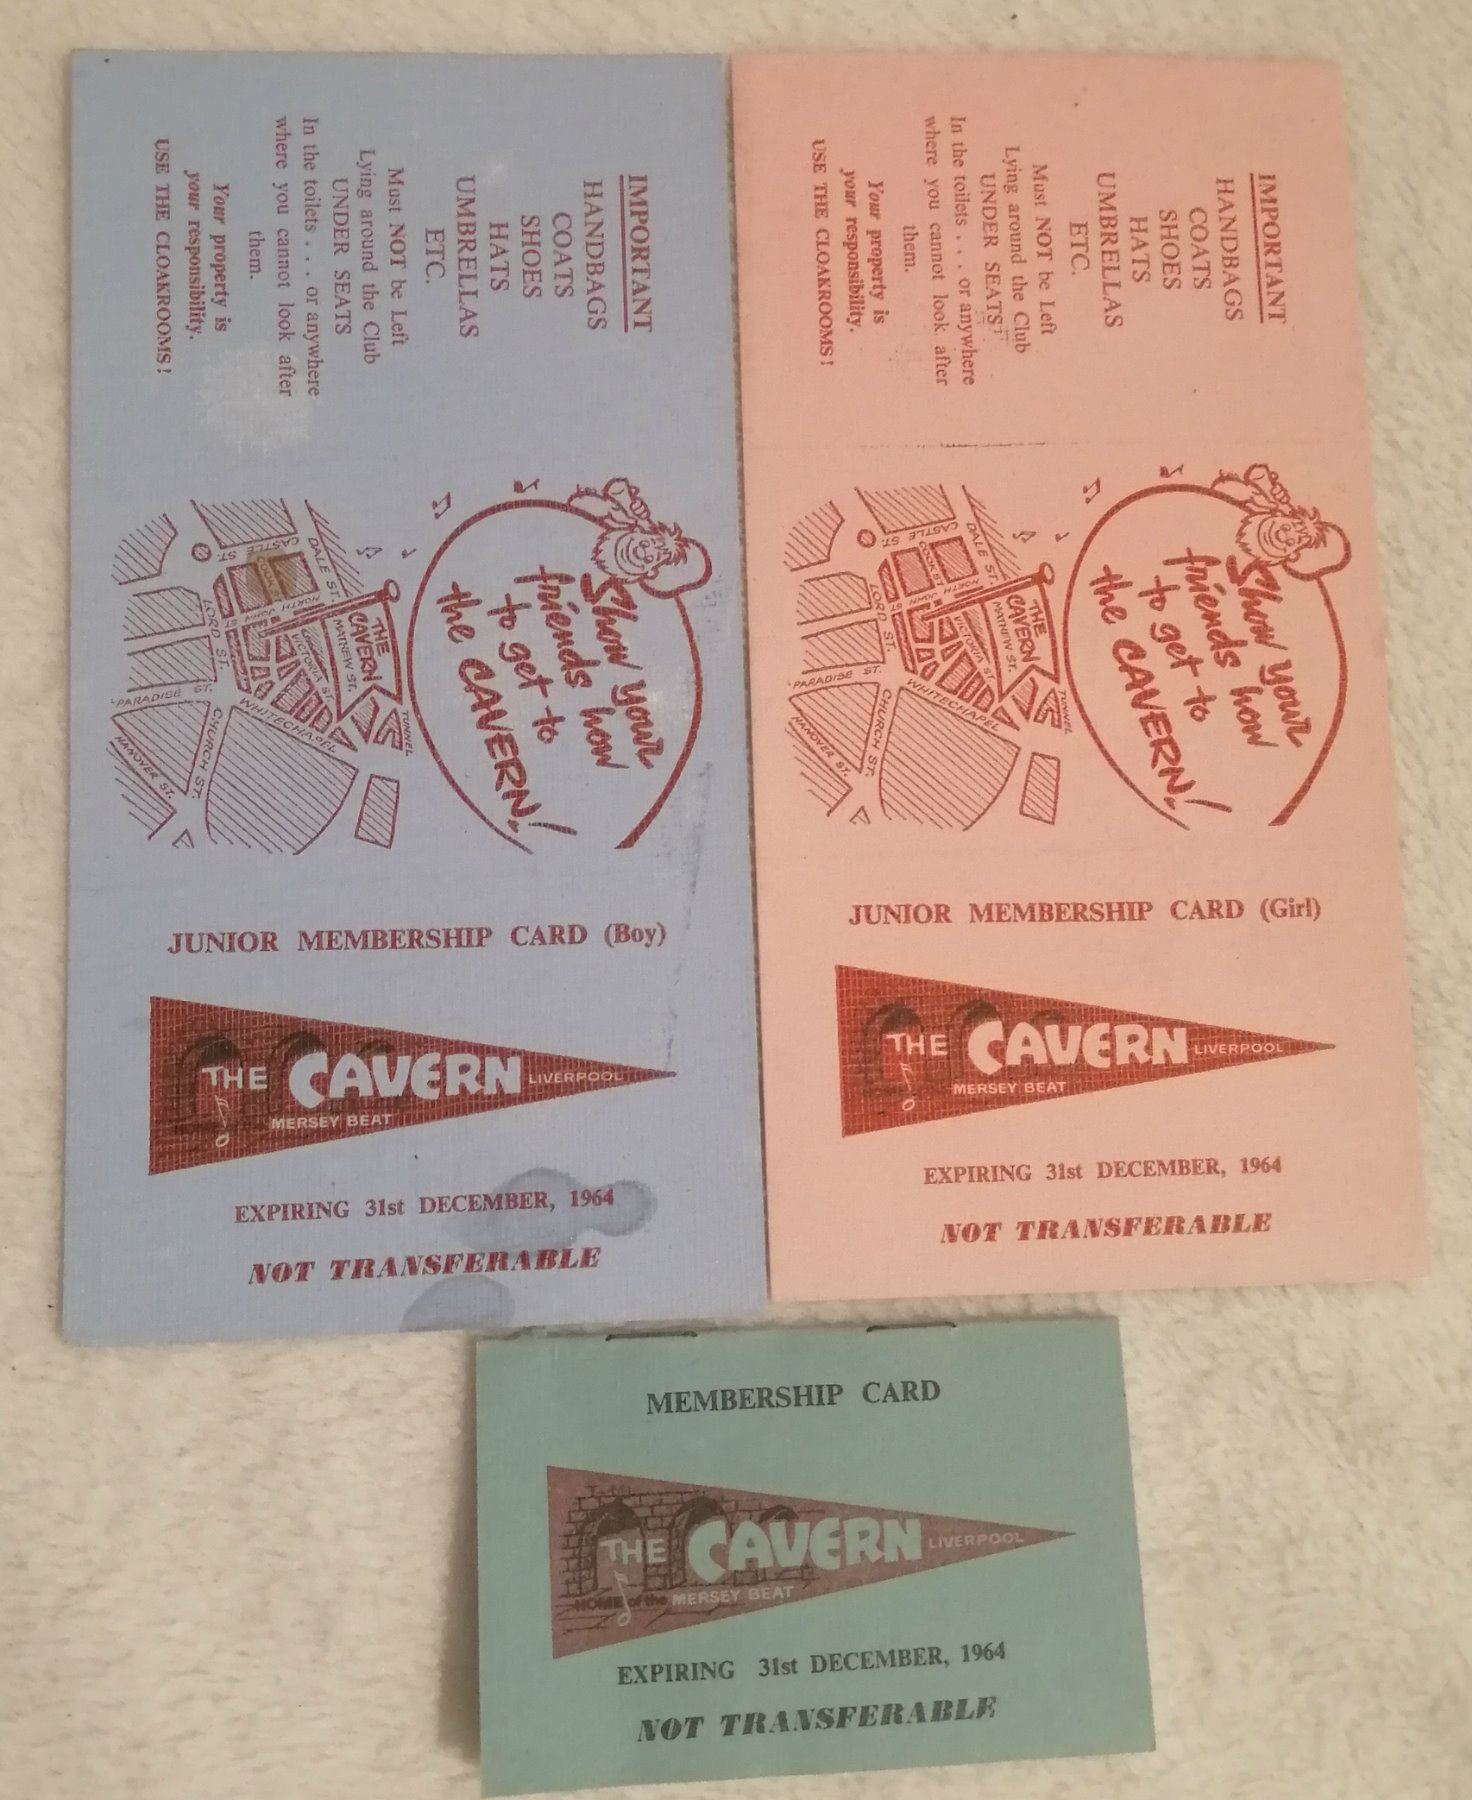 IMPORTANT
HANDBAGS
COATS
SHOES
HATS
UMBRELLAS
ETC.
Must NOT be Left
Lying around the Club
UNDER SEATS
In the toilets . . . or anywhere
where you cannot look after
them.
Your property is
your responsibility.
USE THE CLOAKROOMS!
Show your
friends how
to get to
the CAVERN!
DALE ST.
CASTLE ST.
COOK ST.
NORTH JOHN ST.
THE
CAVERN
MATHEW ST.
VICTORIA ST.
LORD ST.
WHITECHAPEL
TUNNEL
PARADISE ST.
CHURCH ST.
HANOVER ST.
JUNIOR MEMBERSHIP CARD (Boy)
THE CAVERN LIVERPOOL
MERSEY BEAT
EXPIRING 31st DECEMBER, 1964
NOT TRANSFERABLE
IMPORTANT
HANDBAGS
COATS
SHOES
HATS
UMBRELLAS
ETC.
Must NOT be Left
Lying around the Club
UNDER SEATS
In the toilets . . . or anywhere
where you cannot look after
them.
Your property is
your responsibility.
USE THE CLOAKROOMS!
Show your
friends how
to get to
the CAVERN!
DALE ST.
CASTLE ST.
COOK ST.
NORTH JOHN ST.
THE
CAVERN
MATHEW ST.
VICTORIA ST.
LORD ST.
WHITECHAPEL
TUNNEL
PARADISE ST.
CHURCH ST.
HANOVER ST.
JUNIOR MEMBERSHIP CARD (Girl)
THE CAVERN LIVERPOOL
MERSEY BEAT
EXPIRING 31st DECEMBER, 1964
NOT TRANSFERABLE
MEMBERSHIP CARD
THE CAVERN LIVERPOOL
HOME of the MERSEY BEAT
EXPIRING 31st DECEMBER, 1964
NOT TRANSFERABLE